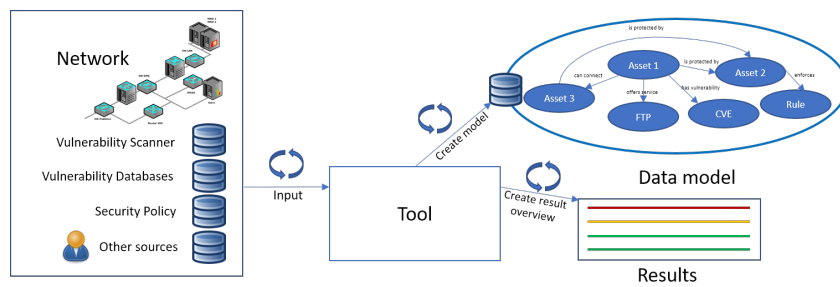 Network
Vulnerability Scanner
Vulnerability Databases
Security Policy
Other sources
Input
Tool
Create model
Create result
overview
is protected by
Asset 1
is protected by
Asset 2
can connect
offers service
has vulnerability
enforces
Asset 3
FTP
CVE
Rule
Data model
Results